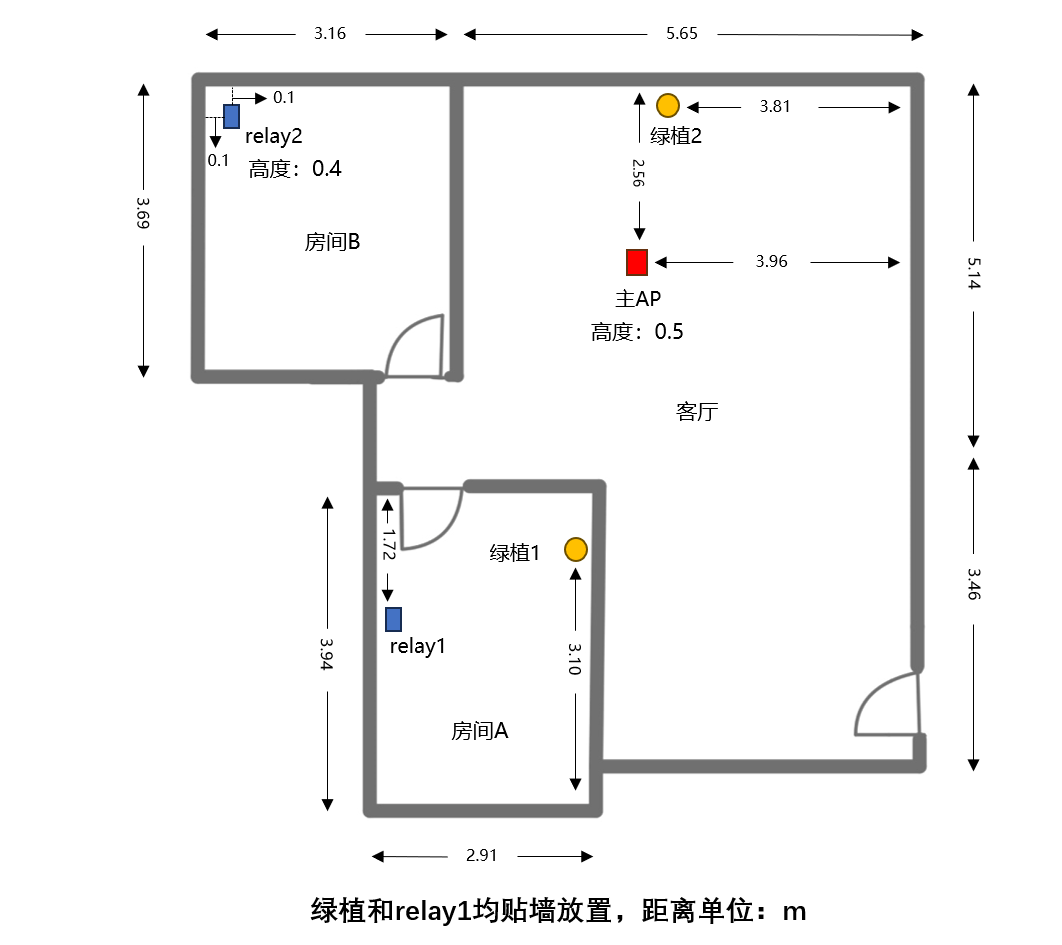 3.16
5.65
0.1
3.81
relay2
绿植2
0.1
高度：0.4
2.56
3.69
房间B
3.96
5.14
主AP
高度：0.5
客厅
1.72
绿植1
3.46
relay1
3.94
3.10
房间A
2.91
绿植和relay1均贴墙放置，距离单位：m